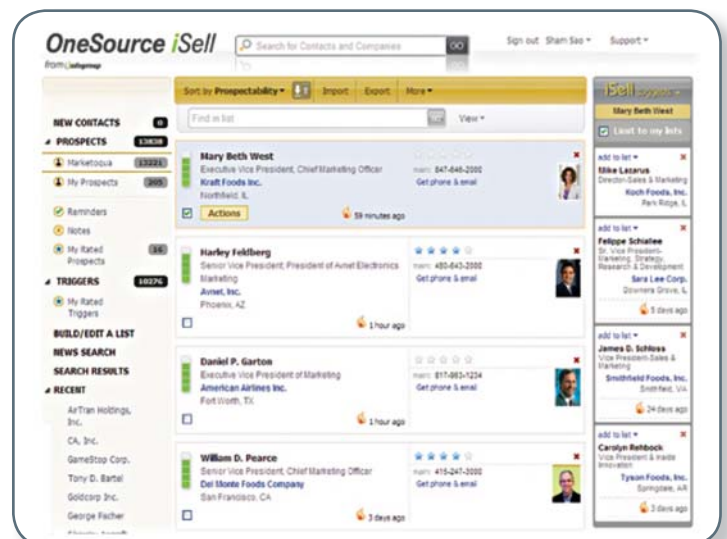 OneSource iSell
from infogroup
Search for Contacts and Companies
GO
Sign out Sham Sao Support
NEW CONTACTS 0
PROSPECTS 13838
Marketoqua 13221
My Prospects 205
Reminders
Notes
My Rated Prospects 16
TRIGGERS 10276
My Rated Triggers
BUILD/EDIT A LIST
NEWS SEARCH
SEARCH RESULTS
RECENT
AirTran Holdings, Inc.
CA, Inc.
GameStop Corp.
Tony D. Bartel
Goldcorp Inc.
George Fischer
Sort by Prospectability Import Export More
Find in list
View
Mary Beth West
Executive Vice President, Chief Marketing Officer
Kraft Foods Inc.
Northfield, IL
Actions
main: 847-646-2000
Get phone & email
59 minutes ago
Harley Feldberg
Senior Vice President, President of Avnet Electronics
Marketing
Avnet, Inc.
Phoenix, AZ
main: 480-643-2000
Get phone & email
1 hour ago
Daniel P. Garton
Executive Vice President of Marketing
American Airlines Inc.
Fort Worth, TX
main: 817-963-1234
Get phone & email
1 hour ago
William D. Pearce
Senior Vice President, Chief Marketing Officer
Del Monte Foods Company
San Francisco, CA
main: 415-247-3000
Get phone & email
3 days ago
iSell suggests
Mary Beth West
Limit to my lists
add to list
Mike Lazarus
Director-Sales & Marketing
Koch Foods, Inc.
Park Ridge, IL
add to list
Felippe Schiallee
Sr. Vice President-
Marketing, Strategy,
Research & Development
Sara Lee Corp.
Downers Grove, IL
5 days ago
add to list
James D. Schloss
Vice President-Sales &
Marketing
Smithfield Foods, Inc.
Smithfield, VA
24 days ago
add to list
Carolyn Rehbock
Vice President & Inside
Innovation
Tyson Foods, Inc.
Springdale, AR
3 days ago